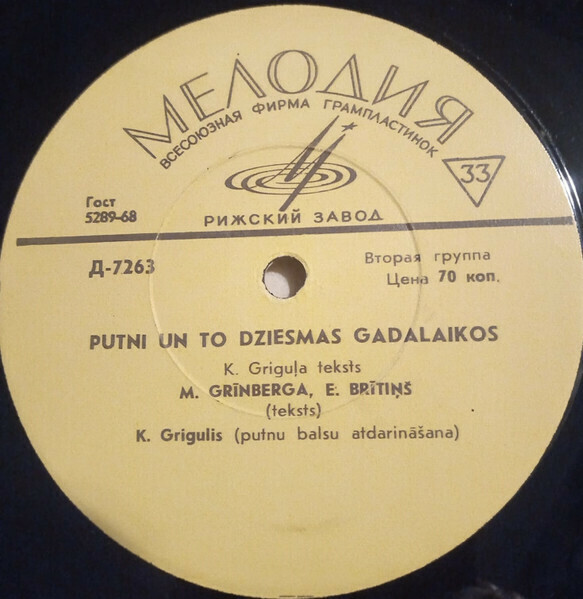 МЕЛОДИЯ
ВСЕСОЮЗНАЯ ФИРМА ГРАМПЛАСТИНОК
33
Гост
5289-68
РИЖСКИЙ ЗАВОД
Д-7263
Вторая группа
Цена 70 коп.
PUTNI UN TO DZIESMAS GADALAIKOS
K. Griguļa teksts
M. GRĪNBERGA, E. BRĪTIŅŠ
(teksts)
K. Grigulis (putnu balsu atdarināšana)